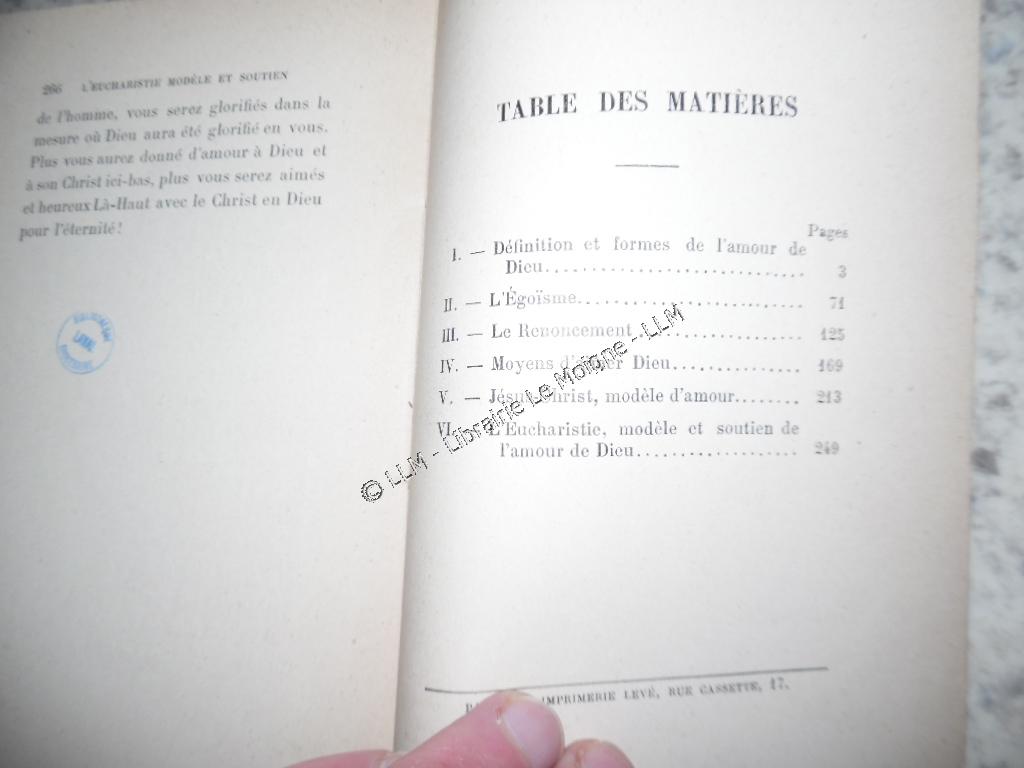 266 L'EUCHARISTIE MODÈLE ET SOUTIEN
de l'homme, vous serez glorifiés dans la
mesure où Dieu aura été glorifié en vous.
Plus vous aurez donné d'amour à Dieu et
à son Christ ici-bas, plus vous serez aimés
et heureux Là-Haut avec le Christ en Dieu
pour l'éternité!
TABLE DES MATIÈRES
Pages
I. — Définition et formes de l'amour de
Dieu.............................. 3
II. — L'Égoïsme.......................... 71
III. — Le Renoncement.................... 125
IV. — Moyens d'aimer Dieu............... 169
V. — Jésus-Christ, modèle d'amour........ 213
VI. — L'Eucharistie, modèle et soutien de
l'amour de Dieu................... 249
IMPRIMERIE LEVÉ, RUE CASSETTE, 17.
© LLM - Librairie Le Moigne - LLM